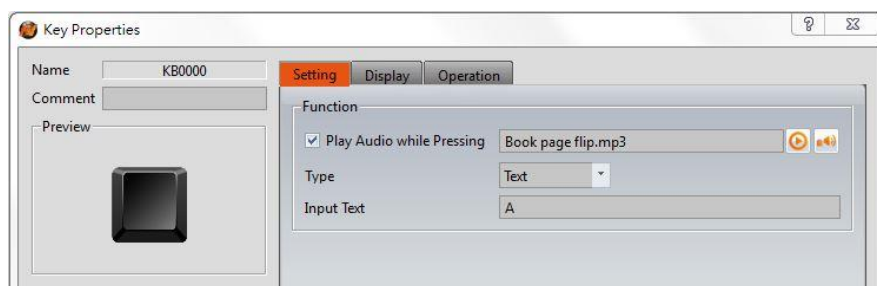 Key Properties
Name KB0000
Comment
Preview
Setting Display Operation
Function
Play Audio while Pressing Book page flip.mp3
Type Text
Input Text A